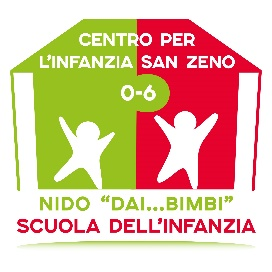 CENTRO PER
L'INFANZIA SAN ZENO
0-6
NIDO "DAI...BIMBI"
SCUOLA DELL'INFANZIA